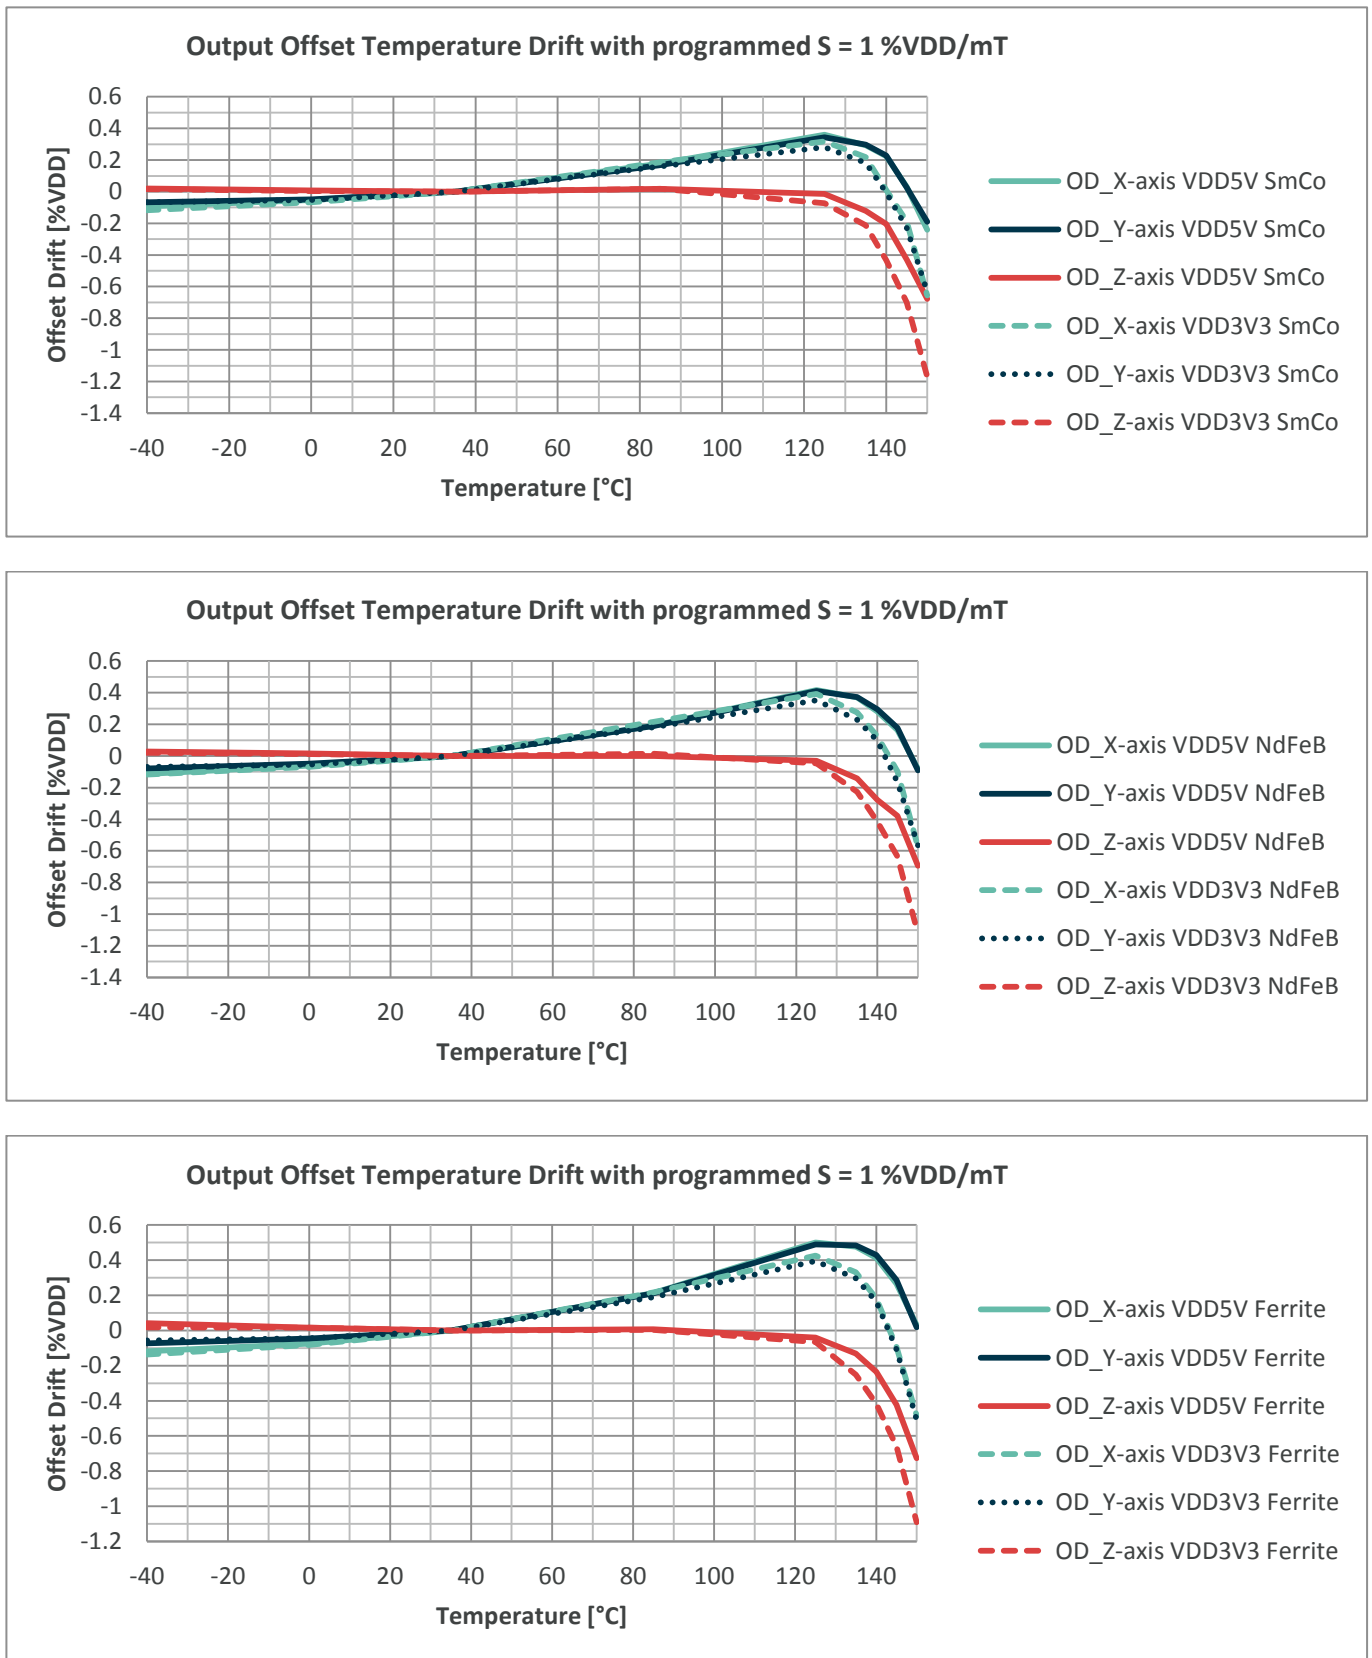 Output Offset Temperature Drift with programmed S = 1 %VDD/mT
Offset Drift [%VDD]
0.6
0.4
0.2
0
-0.2
-0.4
-0.6
-0.8
-1
-1.2
-1.4
-40 -20 0 20 40 60 80 100 120 140
Temperature [°C]
OD_X-axis VDD5V SmCo
OD_Y-axis VDD5V SmCo
OD_Z-axis VDD5V SmCo
OD_X-axis VDD3V3 SmCo
OD_Y-axis VDD3V3 SmCo
OD_Z-axis VDD3V3 SmCo
Output Offset Temperature Drift with programmed S = 1 %VDD/mT
Offset Drift [%VDD]
0.6
0.4
0.2
0
-0.2
-0.4
-0.6
-0.8
-1
-1.2
-1.4
-40 -20 0 20 40 60 80 100 120 140
Temperature [°C]
OD_X-axis VDD5V NdFeB
OD_Y-axis VDD5V NdFeB
OD_Z-axis VDD5V NdFeB
OD_X-axis VDD3V3 NdFeB
OD_Y-axis VDD3V3 NdFeB
OD_Z-axis VDD3V3 NdFeB
Output Offset Temperature Drift with programmed S = 1 %VDD/mT
Offset Drift [%VDD]
0.6
0.4
0.2
0
-0.2
-0.4
-0.6
-0.8
-1
-1.2
-40 -20 0 20 40 60 80 100 120 140
Temperature [°C]
OD_X-axis VDD5V Ferrite
OD_Y-axis VDD5V Ferrite
OD_Z-axis VDD5V Ferrite
OD_X-axis VDD3V3 Ferrite
OD_Y-axis VDD3V3 Ferrite
OD_Z-axis VDD3V3 Ferrite